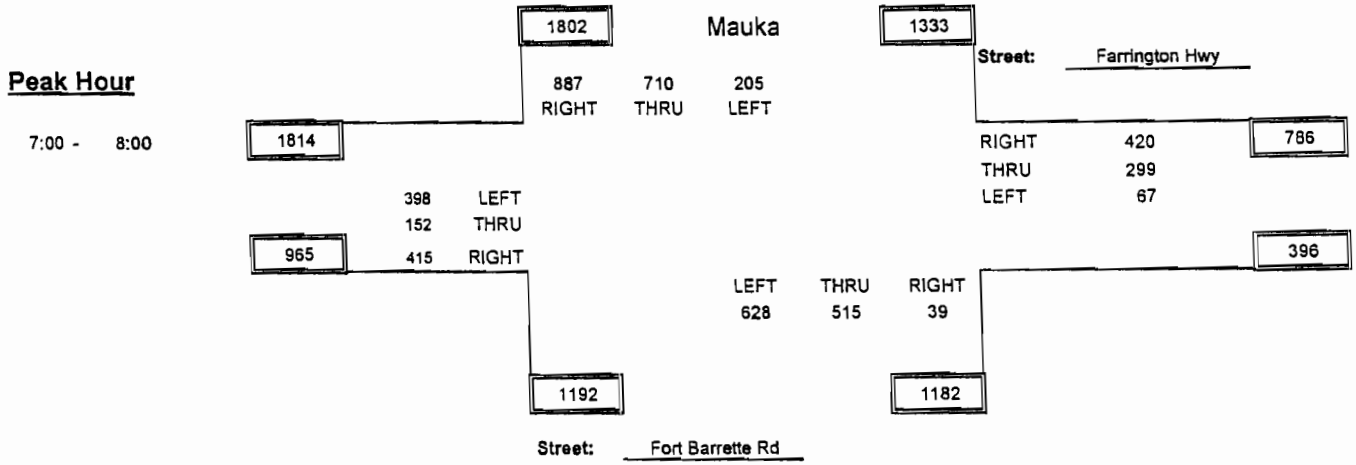 1802 Mauka 1333
Street: Farrington Hwy
Peak Hour
887 710 205
RIGHT THRU LEFT
7:00 - 8:00
1814
RIGHT 420
786
THRU 299
LEFT 67
398 LEFT
152 THRU
965
415 RIGHT
396
LEFT THRU RIGHT
628 515 39
1192
1182
Street: Fort Barrette Rd